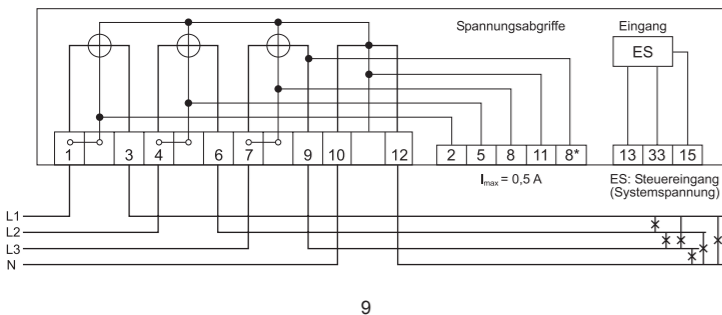 Spannungsabgriffe Eingang
ES
1 3 4 6 7 9 10 12 2 5 8 11 8* 13 33 15
Imax = 0,5 A
ES: Steuereingang
(Systemspannung)
L1
L2
L3
N
9